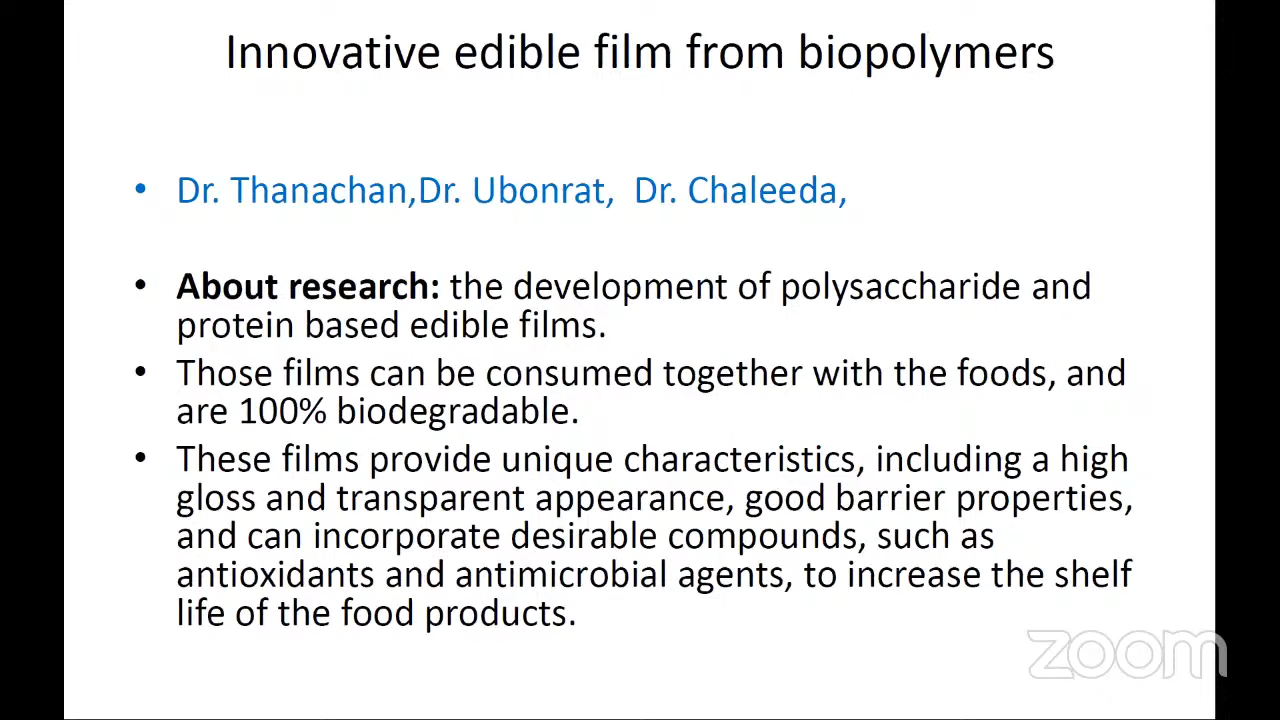 Innovative edible film from biopolymers
• Dr. Thanachan,Dr. Ubonrat, Dr. Chaleeda,
• About research: the development of polysaccharide and
protein based edible films.
• Those films can be consumed together with the foods, and
are 100% biodegradable.
• These films provide unique characteristics, including a high
gloss and transparent appearance, good barrier properties,
and can incorporate desirable compounds, such as
antioxidants and antimicrobial agents, to increase the shelf
life of the food products.
zoom